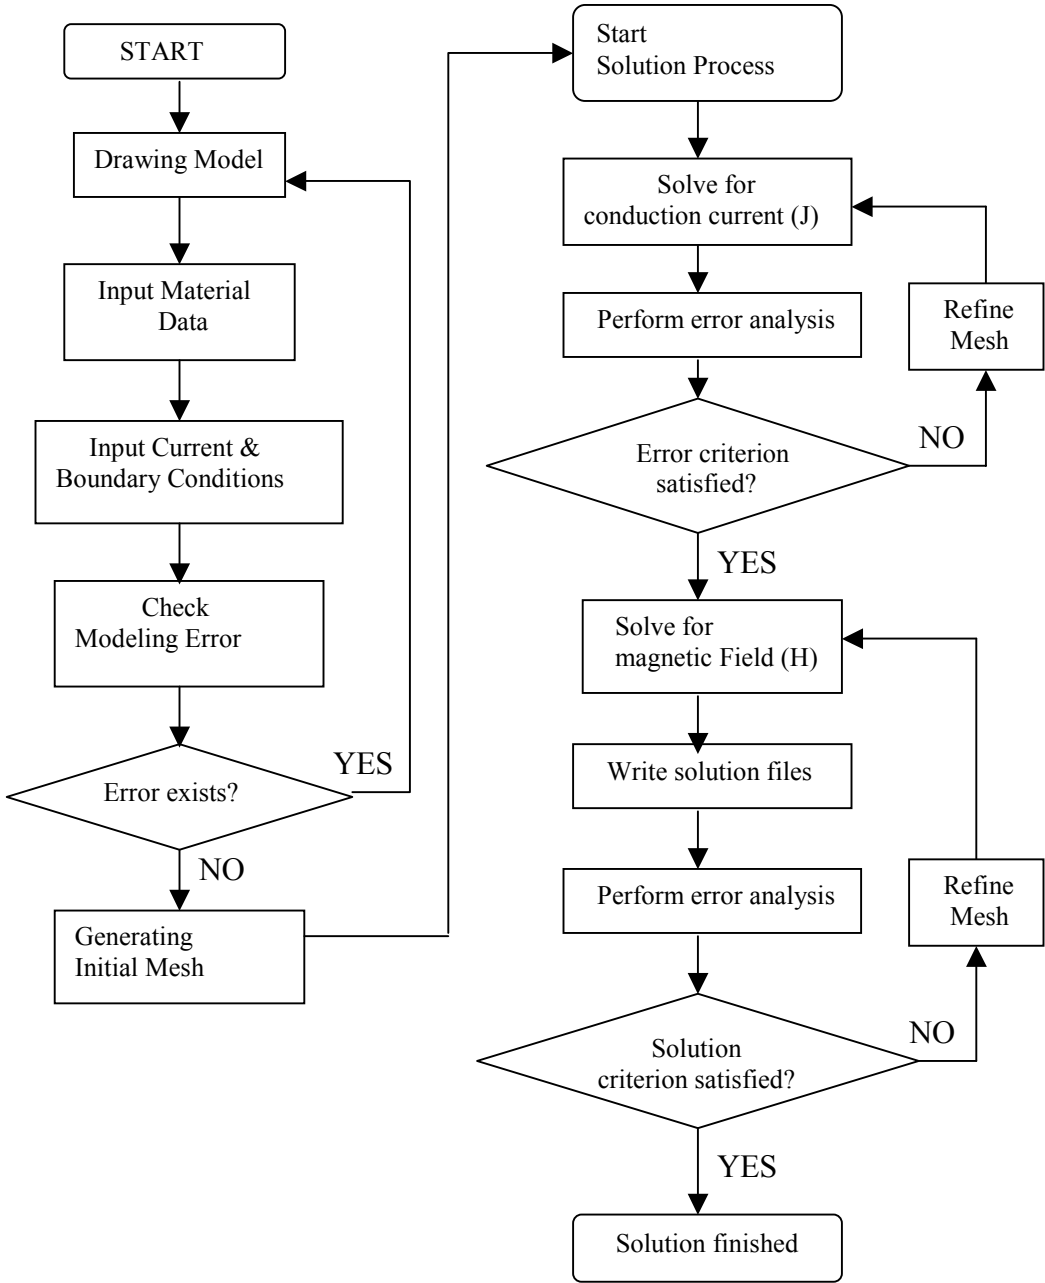 START
Drawing Model
Input Material
Data
Input Current &
Boundary Conditions
Check
Modeling Error
Error exists?
YES
NO
Generating
Initial Mesh
Start
Solution Process
Solve for
conduction current (J)
Perform error analysis
Refine
Mesh
Error criterion
satisfied?
NO
YES
Solve for
magnetic Field (H)
Write solution files
Perform error analysis
Refine
Mesh
Solution
criterion satisfied?
NO
YES
Solution finished